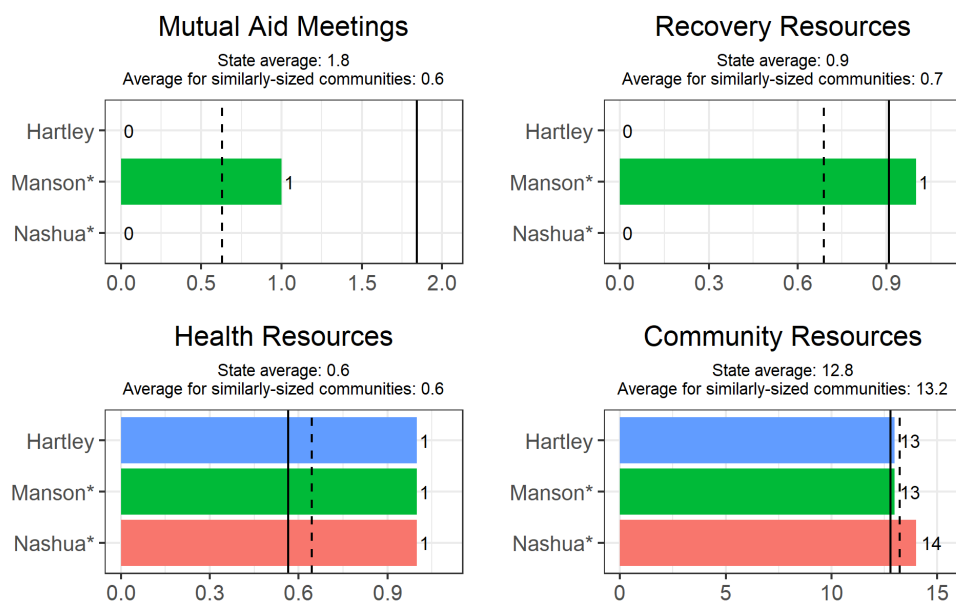 Mutual Aid Meetings
State average: 1.8
Average for similarly-sized communities: 0.6
Hartley
0
Manson*
1
Nashua*
0
0.0 0.5 1.0 1.5 2.0
Recovery Resources
State average: 0.9
Average for similarly-sized communities: 0.7
Hartley
0
Manson*
1
Nashua*
0
0.0 0.3 0.6 0.9
Health Resources
State average: 0.6
Average for similarly-sized communities: 0.6
Hartley
1
Manson*
1
Nashua*
1
0.0 0.3 0.6 0.9
Community Resources
State average: 12.8
Average for similarly-sized communities: 13.2
Hartley
13
Manson*
13
Nashua*
14
0 5 10 15